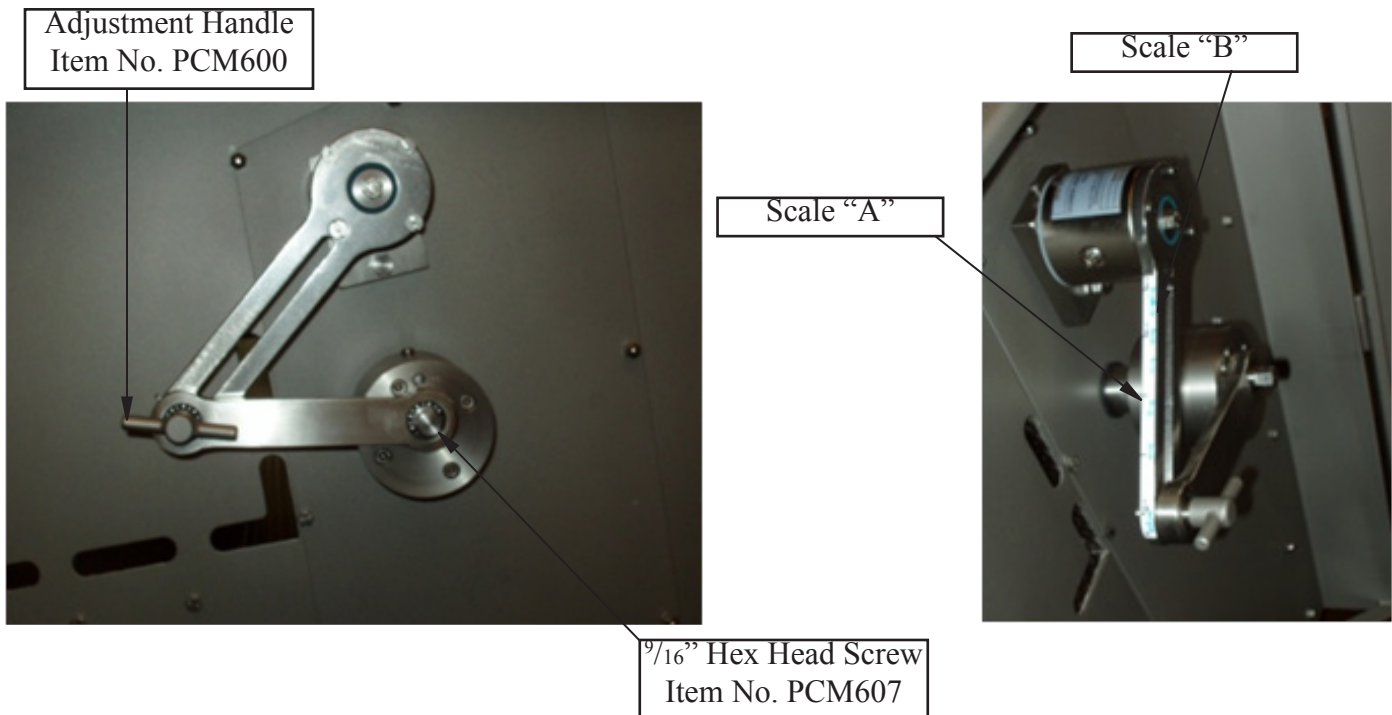 Adjustment Handle
Item No. PCM600
Scale “B”
Scale “A”
9/16” Hex Head Screw
Item No. PCM607